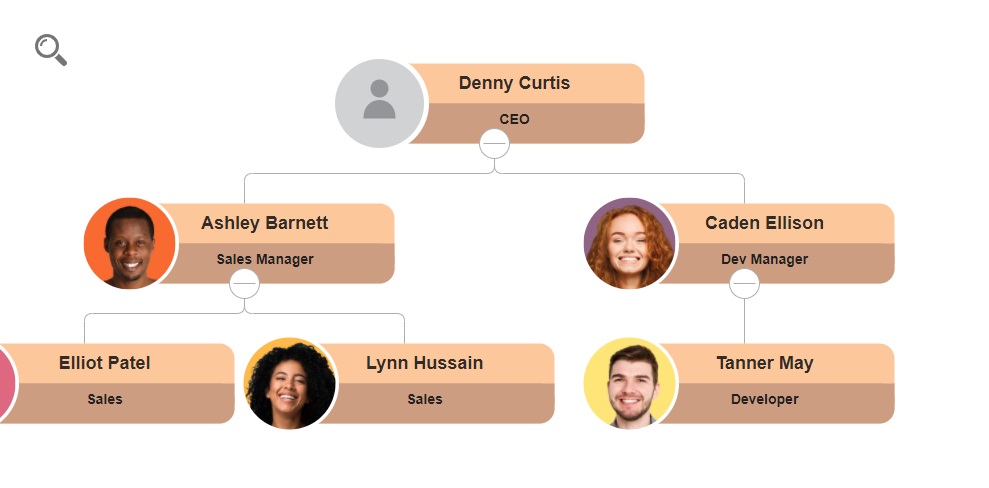 Denny Curtis
CEO
Ashley Barnett
Sales Manager
Caden Ellison
Dev Manager
Elliot Patel
Sales
Lynn Hussain
Sales
Tanner May
Developer